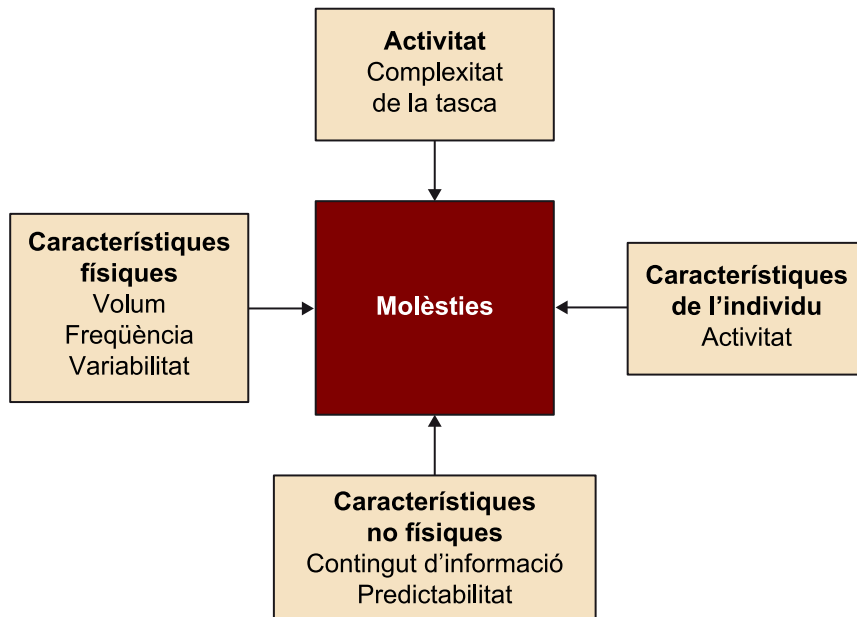 Activitat
Complexitat
de la tasca
Característiques
físiques
Volum
Freqüència
Variabilitat
Molèsties
Característiques
de l’individu
Activitat
Característiques
no físiques
Contingut d’informació
Predictabilitat